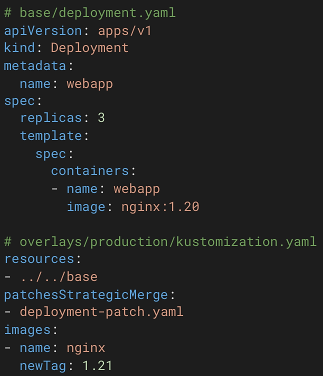 # base/deployment.yaml
apiVersion: apps/v1
kind: Deployment
metadata:
  name: webapp
spec:
  replicas: 3
  template:
    spec:
      containers:
      - name: webapp
        image: nginx:1.20

# overlays/production/kustomization.yaml
resources:
- ../../base
patchesStrategicMerge:
- deployment-patch.yaml
images:
- name: nginx
  newTag: 1.21